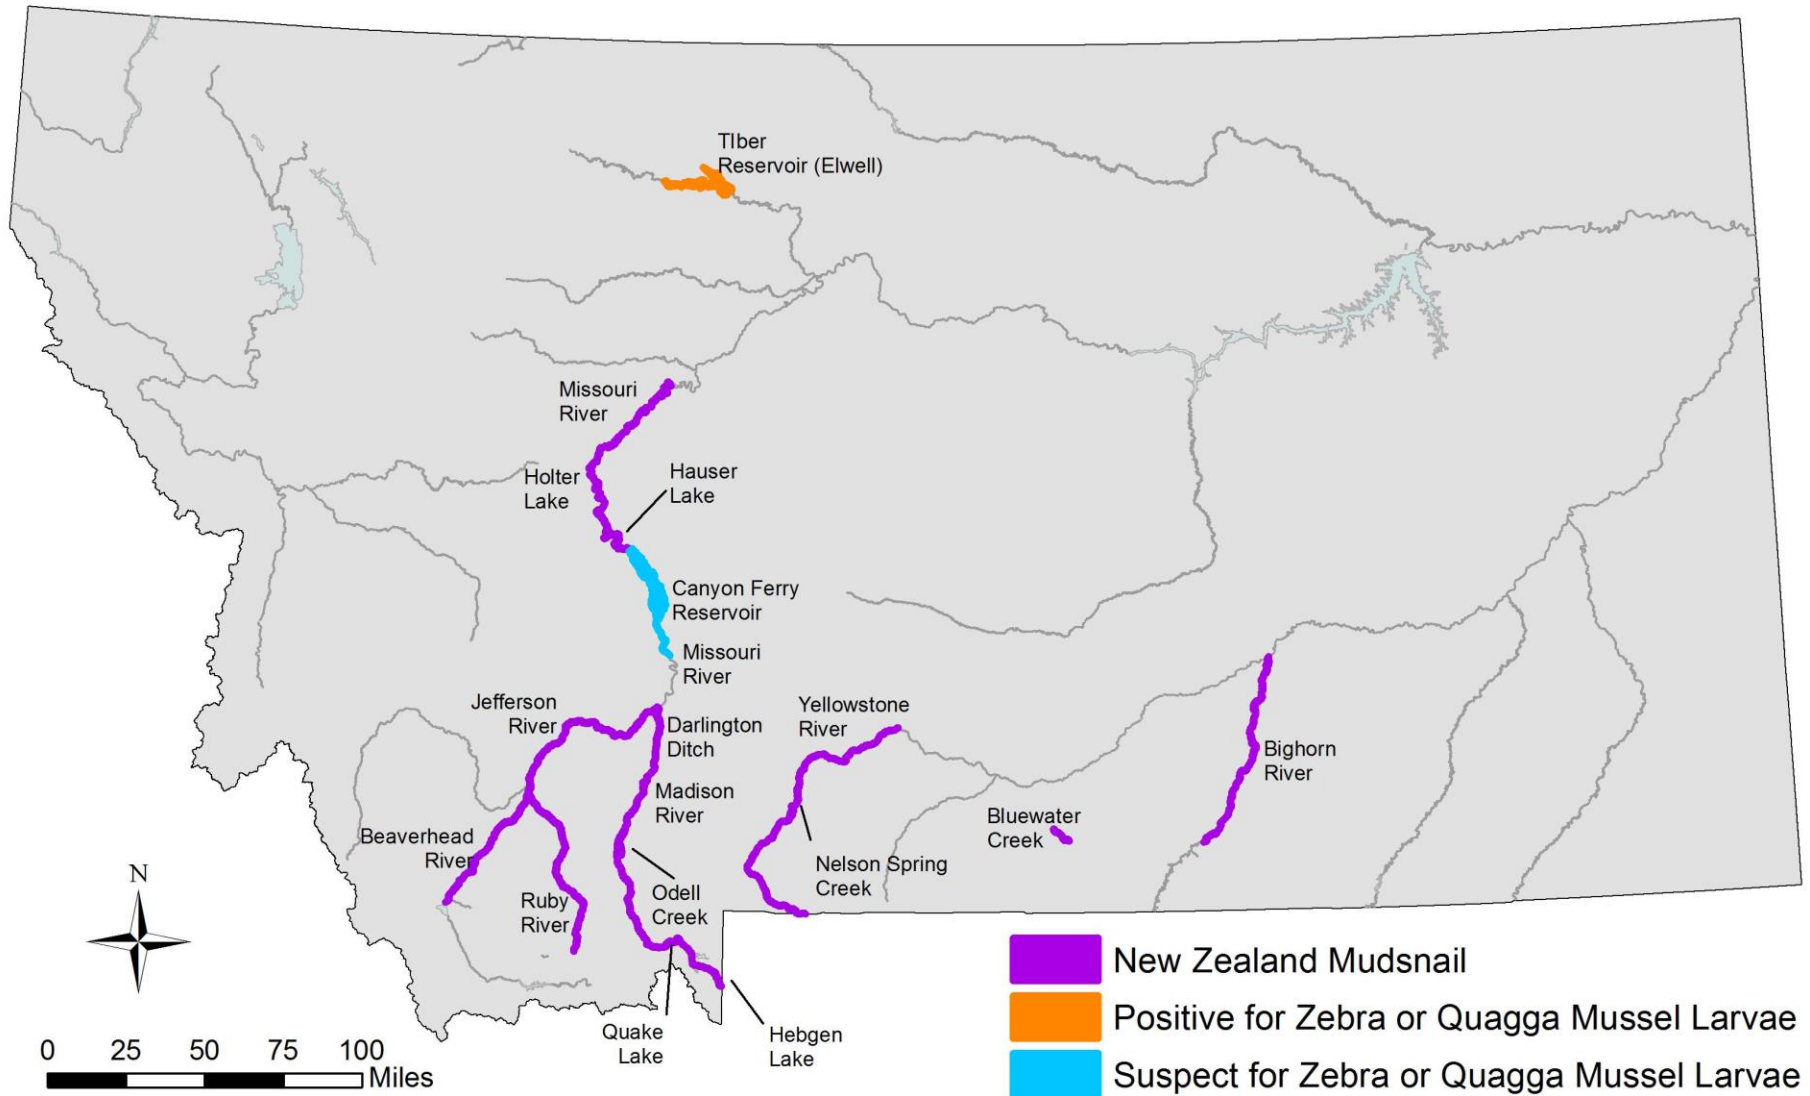 TIber
Reservoir (Elwell)
Missouri
River
Holter
Lake
Hauser
Lake
Canyon Ferry
Reservoir
Missouri
River
Jefferson
River
Darlington
Ditch
Yellowstone
River
Madison
River
Bighorn
River
Beaverhead
River
Bluewater
Creek
Nelson Spring
Creek
Ruby
River
Odell
Creek
Quake
Lake
Hebgen
Lake
N
0 25 50 75 100
Miles
New Zealand Mudsnail
Positive for Zebra or Quagga Mussel Larvae
Suspect for Zebra or Quagga Mussel Larvae